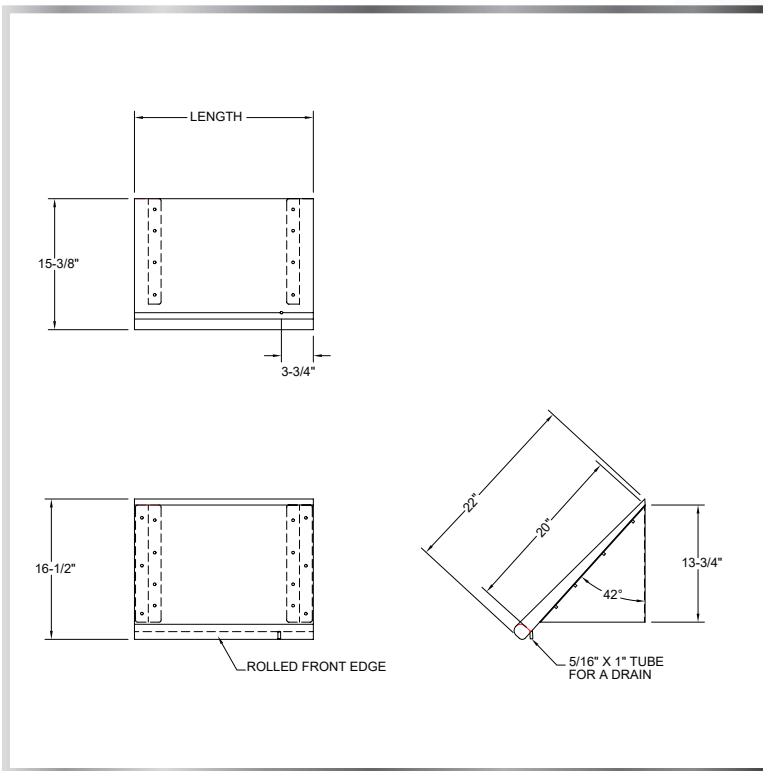 LENGTH
15-3/8"
3-3/4"
22"
20"
16-1/2"
13-3/4"
42°
ROLLED FRONT EDGE
5/16" X 1" TUBE
FOR A DRAIN